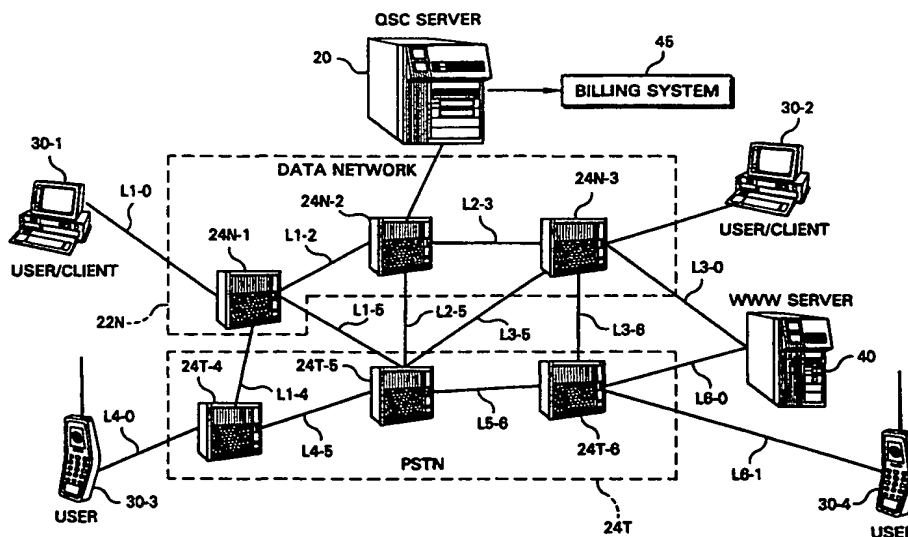 QSC SERVER
20
45
BILLING SYSTEM
30-1
30-2
DATA NETWORK
L1-0
24N-2
24N-3
24N-1
L1-2
L2-3
USER/CLIENT
USER/CLIENT
L3-0
WWW SERVER
22N
L1-5
L2-5
L3-5
L3-6
24T-4
24T-5
40
L1-4
L6-0
L4-0
L5-6
L4-5
24T-6
L6-1
PSTN
30-3
30-4
USER
24T
USER